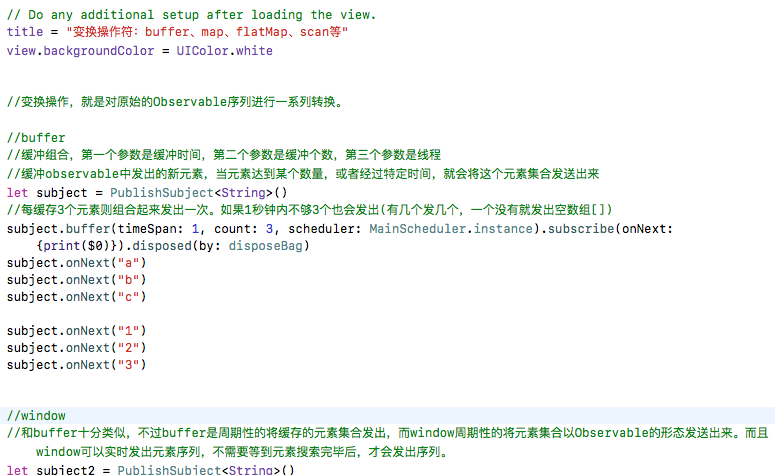 // Do any additional setup after loading the view.
title = "变换操作符：buffer、map、flatMap、scan等"
view.backgroundColor = UIColor.white
//变换操作，就是对原始的Observable序列进行一系列转换。
//buffer
//缓冲组合，第一个参数是缓冲时间，第二个参数是缓冲个数，第三个参数是线程
//缓冲observable中发出的新元素，当元素达到某个数量，或者经过特定时间，就会将这个元素集合发送出来
let subject = PublishSubject<String>()
//每缓存3个元素则组合起来发出一次。如果1秒钟内不够3个也会发出(有几个发几个，一个没有就发出空数组[])
subject.buffer(timeSpan: 1, count: 3, scheduler: MainScheduler.instance).subscribe(onNext:
{print($0)}).disposed(by: disposeBag)
subject.onNext("a")
subject.onNext("b")
subject.onNext("c")
subject.onNext("1")
subject.onNext("2")
subject.onNext("3")
//window
//和buffer十分类似，不过buffer是周期性的将缓存的元素集合发出，而window周期性的将元素集合以Observable的形态发送出来。而且
window可以实时发出元素序列，不需要等到元素搜索完毕后，才会发出序列。
let subject2 = PublishSubject<String>()